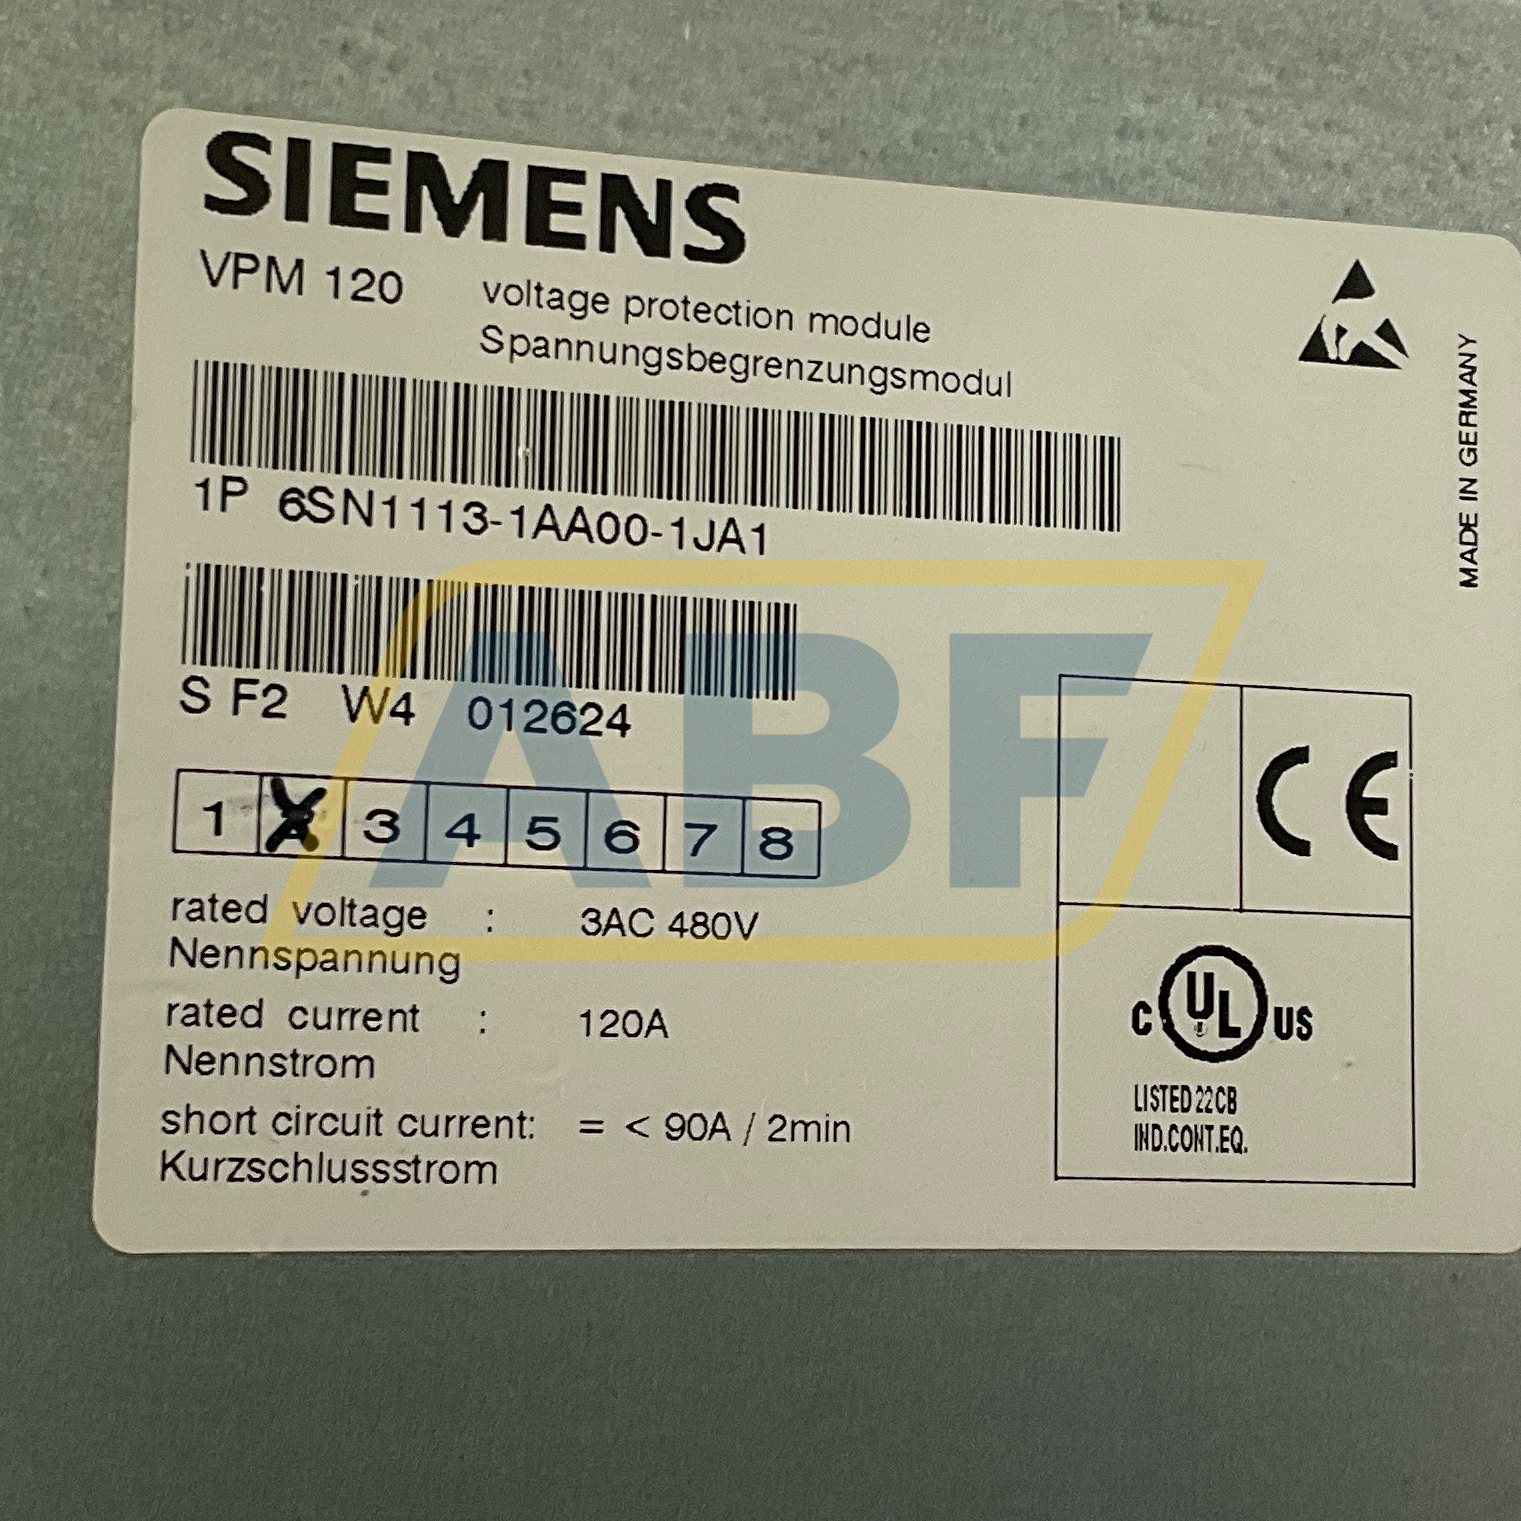 SIEMENS
VPM 120 voltage protection module
Spannungsbegrenzungsmodul
1P 6SN1113-1AA00-1JA1
S F2 W4 012624
1 3 4 5 6 7 8
rated voltage : 3AC 480V
Nennspannung
rated current : 120A
Nennstrom
short circuit current: = < 90A / 2min
Kurzschlussstrom
MADE IN GERMANY
CE
C UL US
LISTED 22CB
IND.CONT.EQ.
ABF